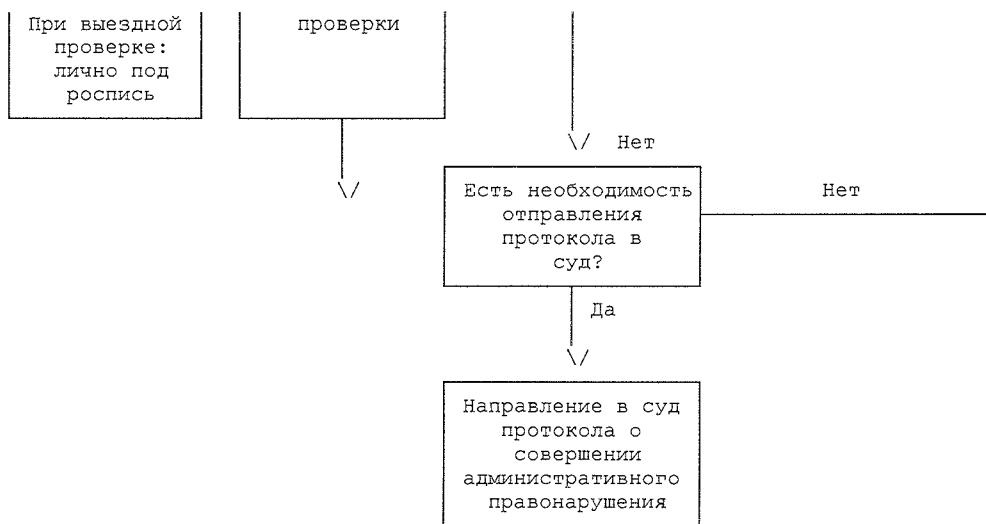 При выездной
проверке:
лично под
роспись
проверки
\/ Нет
\/
Есть необходимость
отправления
протокола в
суд?
Нет
Да
\/
Направление в суд
протокола о
совершении
административного
правонарушения